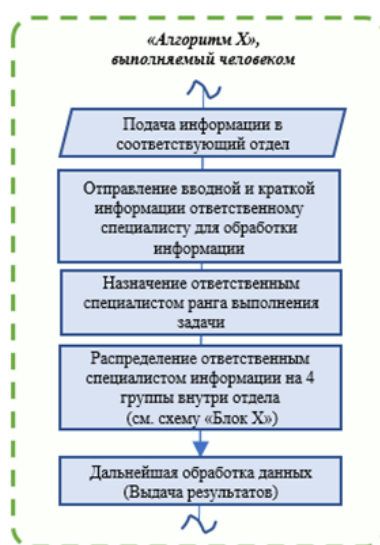 «Алгоритм X»,
выполняемый человеком
Подача информации в
соответствующий отдел
Отправление вводной и краткой
информации ответственному
специалисту для обработки
информации
Назначение ответственным
специалистом ранга выполнения
задачи
Распределение ответственным
специалистом информации на 4
группы внутри отдела
(см. схему «Блок X»)
Дальнейшая обработка данных
(Выдача результатов)